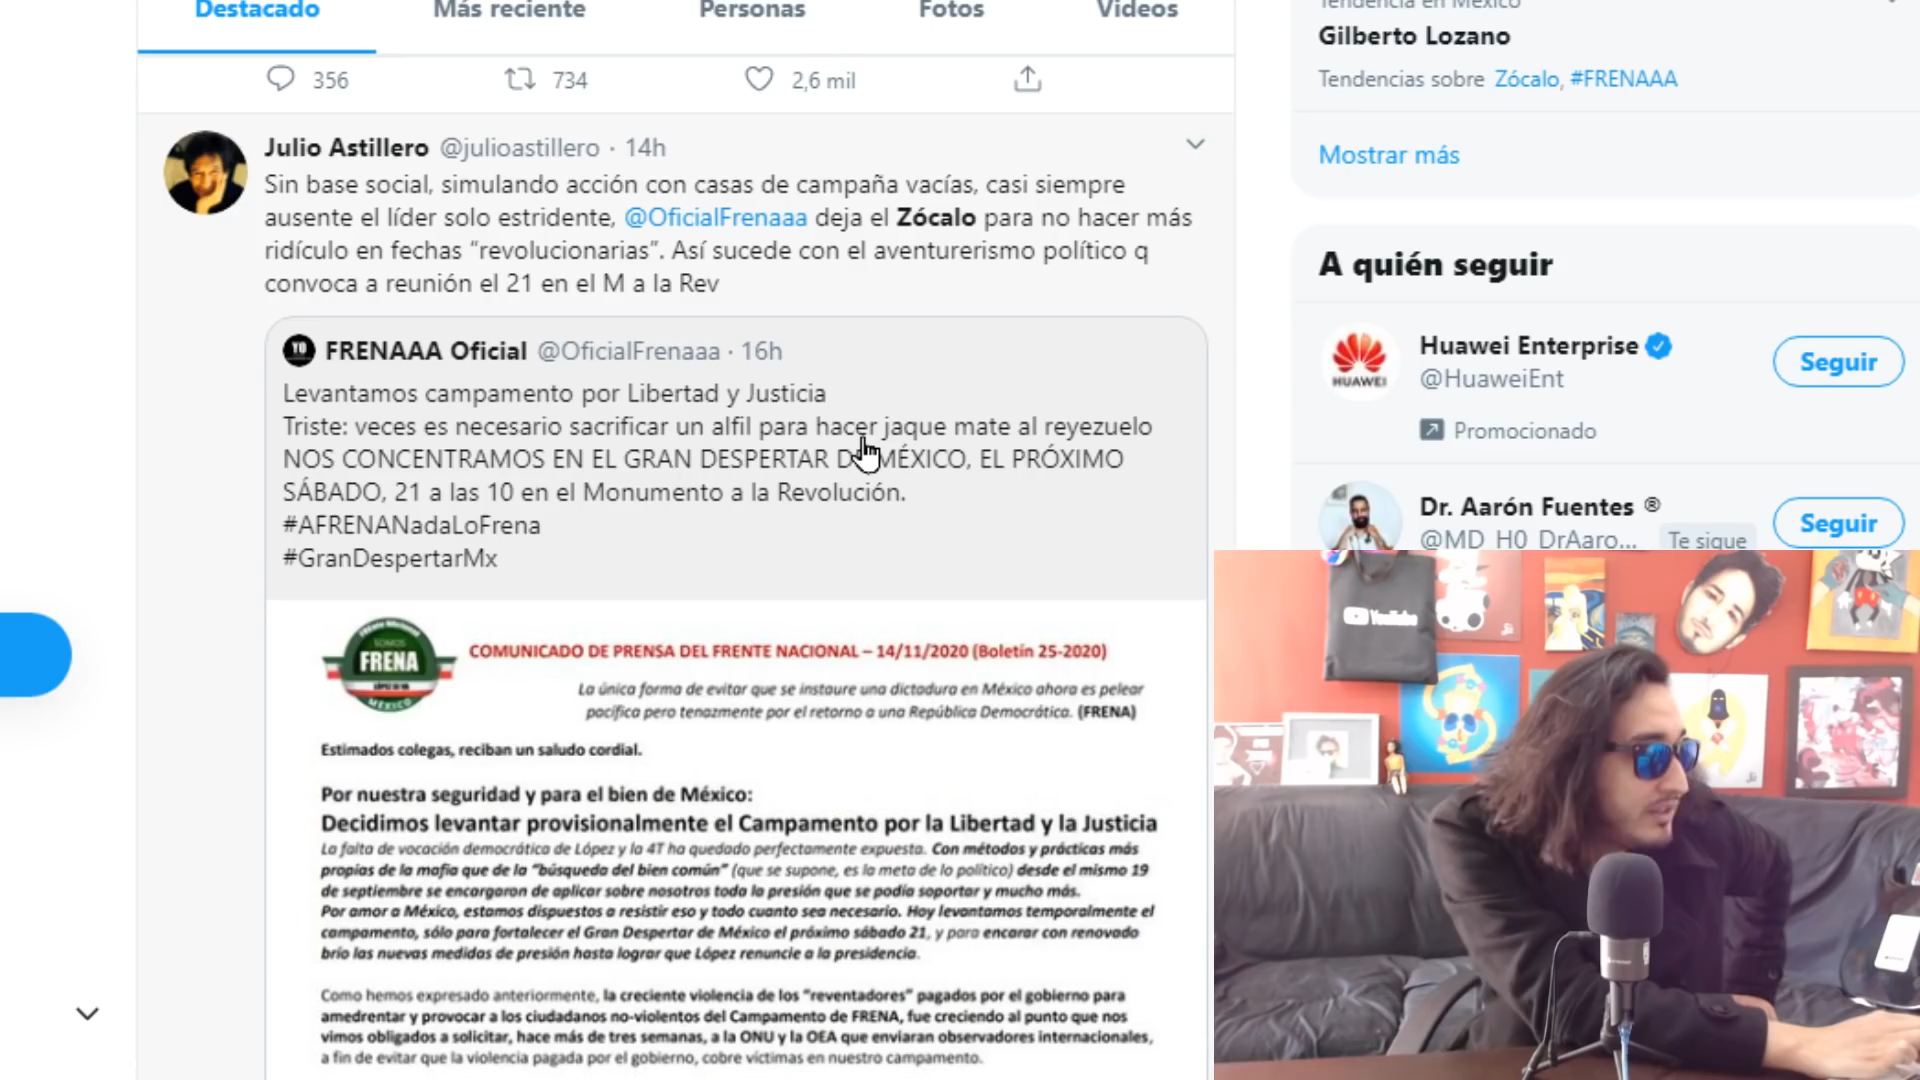 Destacado
Más reciente
Personas
Fotos
Videos
356
734
2,6 mil
Julio Astillero @julioastillero · 14h
Sin base social, simulando acción con casas de campaña vacías, casi siempre
ausente el líder solo estridente, @OficialFrenaaa deja el Zócalo para no hacer más
ridículo en fechas “revolucionarias”. Así sucede con el aventurerismo político q
convoca a reunión el 21 en el M a la Rev
FRENAAA Oficial @OficialFrenaaa · 16h
Levantamos campamento por Libertad y Justicia
Triste: veces es necesario sacrificar un alfil para hacer jaque mate al reyezuelo
NOS CONCENTRAMOS EN EL GRAN DESPERTAR DE MÉXICO, EL PRÓXIMO
SÁBADO, 21 a las 10 en el Monumento a la Revolución.
#AFRENANadaLoFrena
#GranDespertarMx
SOMOS
FRENA
MÉXICO
COMUNICADO DE PRENSA DEL FRENTE NACIONAL – 14/11/2020 (Boletín 25-2020)
La única forma de evitar que se instaure una dictadura en México ahora es pelear
pacífica pero tenazmente por el retorno a una República Democrática. (FRENA)
Estimados colegas, reciban un saludo cordial.
Por nuestra seguridad y para el bien de México:
Decidimos levantar provisionalmente el Campamento por la Libertad y la Justicia
La falta de vocación democrática de López y la 4T ha quedado perfectamente expuesta. Con métodos y prácticas más
propias de la mafia que de la “búsqueda del bien común” (que se supone, es la meta de lo político) desde el mismo 19
de septiembre se encargaron de aplicar sobre nosotros toda la presión que se podía soportar y mucho más.
Por amor a México, estamos dispuestos a resistir eso y todo cuanto sea necesario. Hoy levantamos temporalmente el
campamento, sólo para fortalecer el Gran Despertar de México el próximo sábado 21, y para encarar con renovado
brío las nuevas medidas de presión hasta lograr que López renuncie a la presidencia.
Como hemos expresado anteriormente, la creciente violencia de los “reventadores” pagados por el gobierno para
amedrentar y provocar a los ciudadanos no-violentos del Campamento de FRENA, fue creciendo al punto que nos
vimos obligados a solicitar, hace más de tres semanas, a la ONU y la OEA que enviaran observadores internacionales,
a fin de evitar que la violencia pagada por el gobierno, cobre víctimas en nuestro campamento.
Tendencia en México
Gilberto Lozano
Tendencias sobre Zócalo, #FRENAAA
Mostrar más
A quién seguir
HUAWEI
Huawei Enterprise
@HuaweiEnt
Seguir
Promocionado
Dr. Aarón Fuentes ®
@MD_H0_DrAaro... Te sigue
Seguir
YouTube